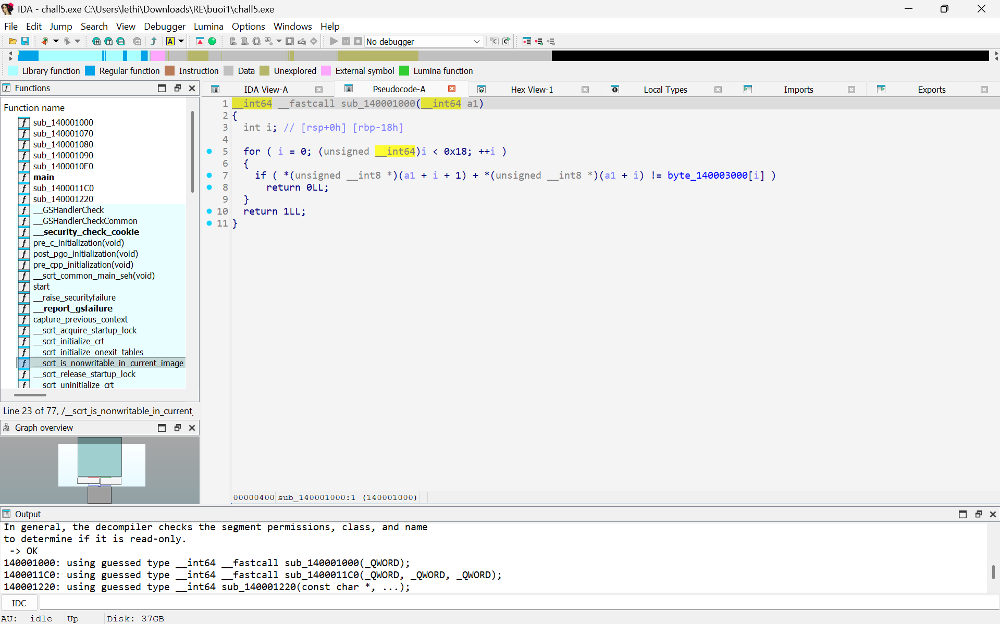 IDA - chall5.exe C:\Users\lethi\Downloads\RE\buoi1\chall5.exe
File Edit Jump Search View Debugger Lumina Options Windows Help
No debugger
Library function Regular function Instruction Data Unexplored External symbol Lumina function
Functions
Function name
sub_140001000
sub_140001070
sub_140001080
sub_140001090
sub_1400010E0
main
sub_1400011C0
sub_140001220
__GSHandlerCheck
__GSHandlerCheckCommon
__security_check_cookie
pre_c_initialization(void)
post_pgo_initialization(void)
pre_cpp_initialization(void)
__scrt_common_main_seh(void)
start
__raise_securityfailure
__report_gsfailure
capture_previous_context
__scrt_acquire_startup_lock
__scrt_initialize_crt
__scrt_initialize_onexit_tables
__scrt_is_nonwritable_in_current_image
__scrt_release_startup_lock
__scrt_uninitialize_crt
Line 23 of 77, /__scrt_is_nonwritable_in_current_
Graph overview
IDA View-A Pseudocode-A Hex View-1 Local Types Imports Exports
1 __int64 __fastcall sub_140001000(__int64 a1)
2 {
3 int i; // [rsp+0h] [rbp-18h]
4
5 for ( i = 0; (unsigned __int64)i < 0x18; ++i )
6 {
7 if ( *(unsigned __int8 *)(a1 + i + 1) + *(unsigned __int8 *)(a1 + i) != byte_140003000[i] )
8 return 0LL;
9 }
10 return 1LL;
11 }
00000400 sub_140001000:1 (140001000)
Output
In general, the decompiler checks the segment permissions, class, and name
to determine if it is read-only.
-> OK
140001000: using guessed type __int64 __fastcall sub_140001000(_QWORD);
1400011C0: using guessed type __int64 __fastcall sub_1400011C0(_QWORD, _QWORD, _QWORD);
140001220: using guessed type __int64 sub_140001220(const char *, ...);
IDC
AU: idle Up Disk: 37GB